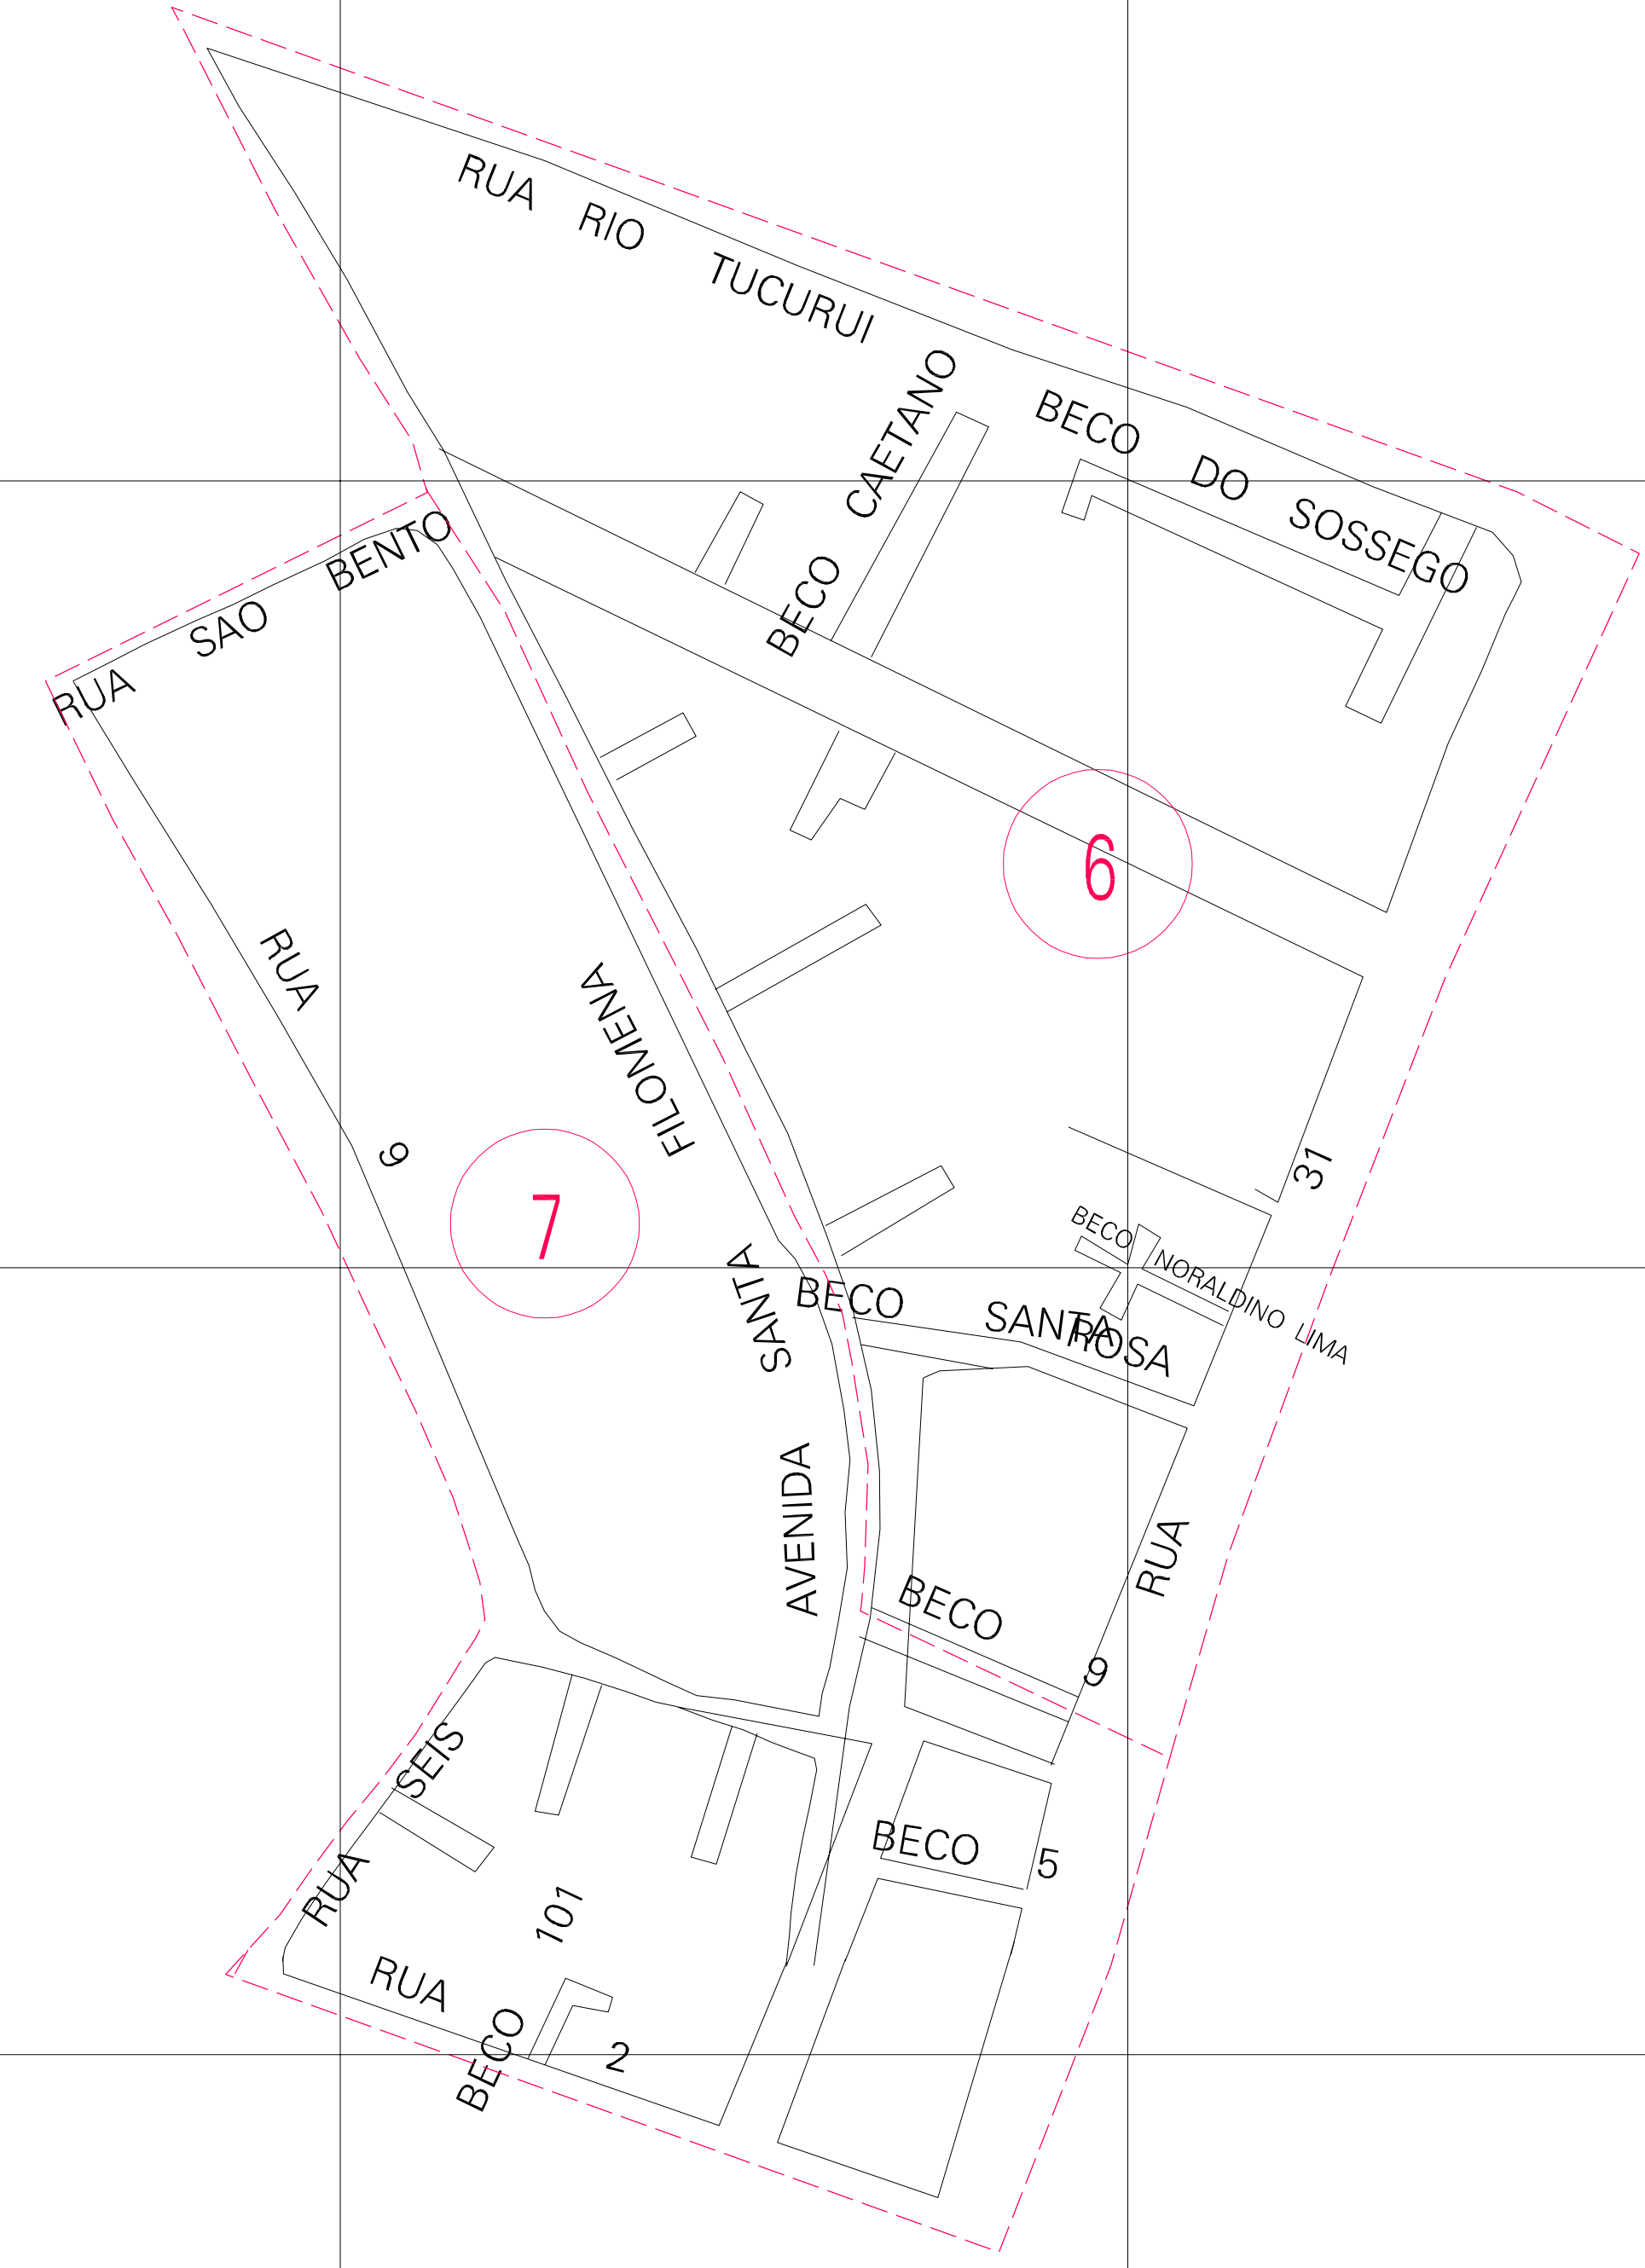 RUA RIO TUCURUI
BECO CAETANO
BECO DO SOSSEGO
RUA SAO BENTO
6
RUA 9
AVENIDA SANTA FILOMENA
7
RUA 31
BECO NORALDINO LIMA
BECO SANTA ROSA
BECO 9
RUA SEIS
BECO 5
BECO 101
RUA 2